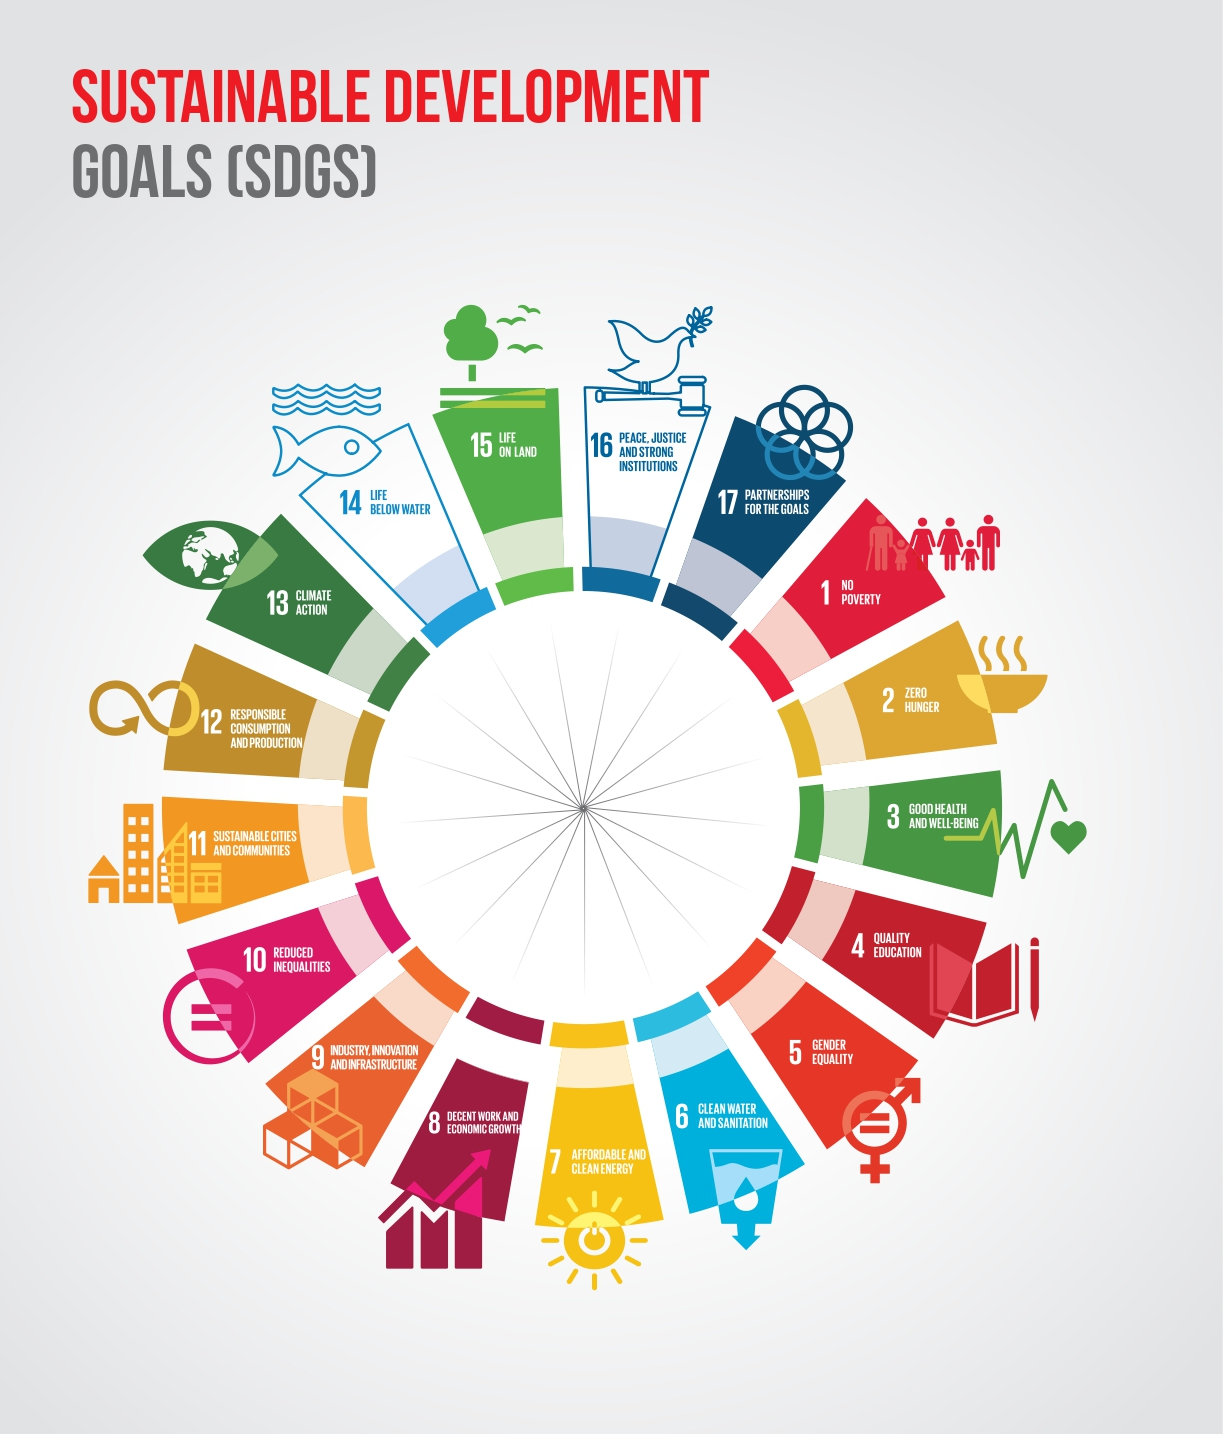 SUSTAINABLE DEVELOPMENT
GOALS (SDGS)
1 NO
POVERTY
2 ZERO
HUNGER
3 GOOD HEALTH
AND WELL-BEING
4 QUALITY
EDUCATION
5 GENDER
EQUALITY
6 CLEAN WATER
AND SANITATION
7 AFFORDABLE AND
CLEAN ENERGY
8 DECENT WORK AND
ECONOMIC GROWTH
9 INDUSTRY, INNOVATION
AND INFRASTRUCTURE
10 REDUCED
INEQUALITIES
11 SUSTAINABLE CITIES
AND COMMUNITIES
12 RESPONSIBLE
CONSUMPTION
AND PRODUCTION
13 CLIMATE
ACTION
14 LIFE
BELOW WATER
15 LIFE
ON LAND
16 PEACE, JUSTICE
AND STRONG
INSTITUTIONS
17 PARTNERSHIPS
FOR THE GOALS